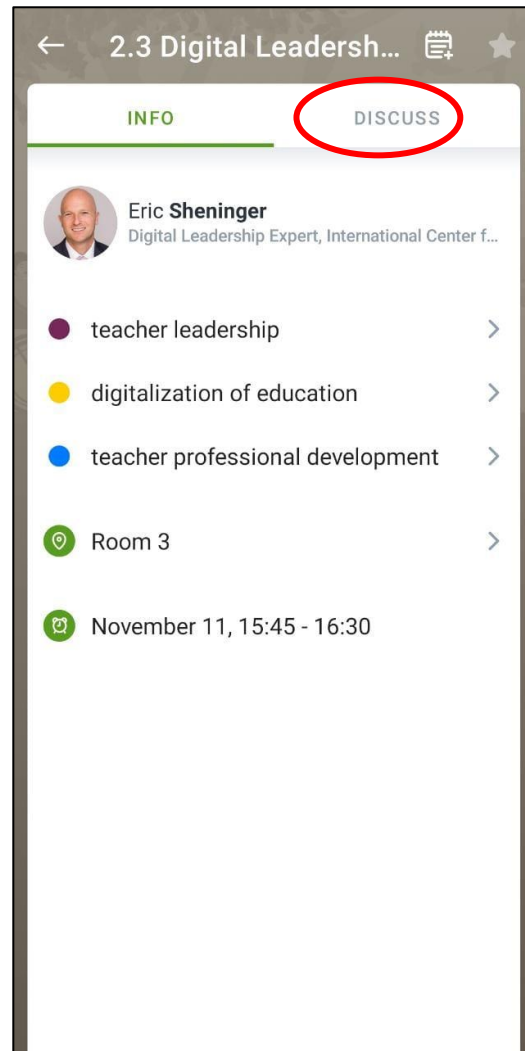 2.3 Digital Leadersh...
INFO
DISCUSS
Eric Sheninger
Digital Leadership Expert, International Center f...
teacher leadership
digitalization of education
teacher professional development
Room 3
November 11, 15:45 - 16:30